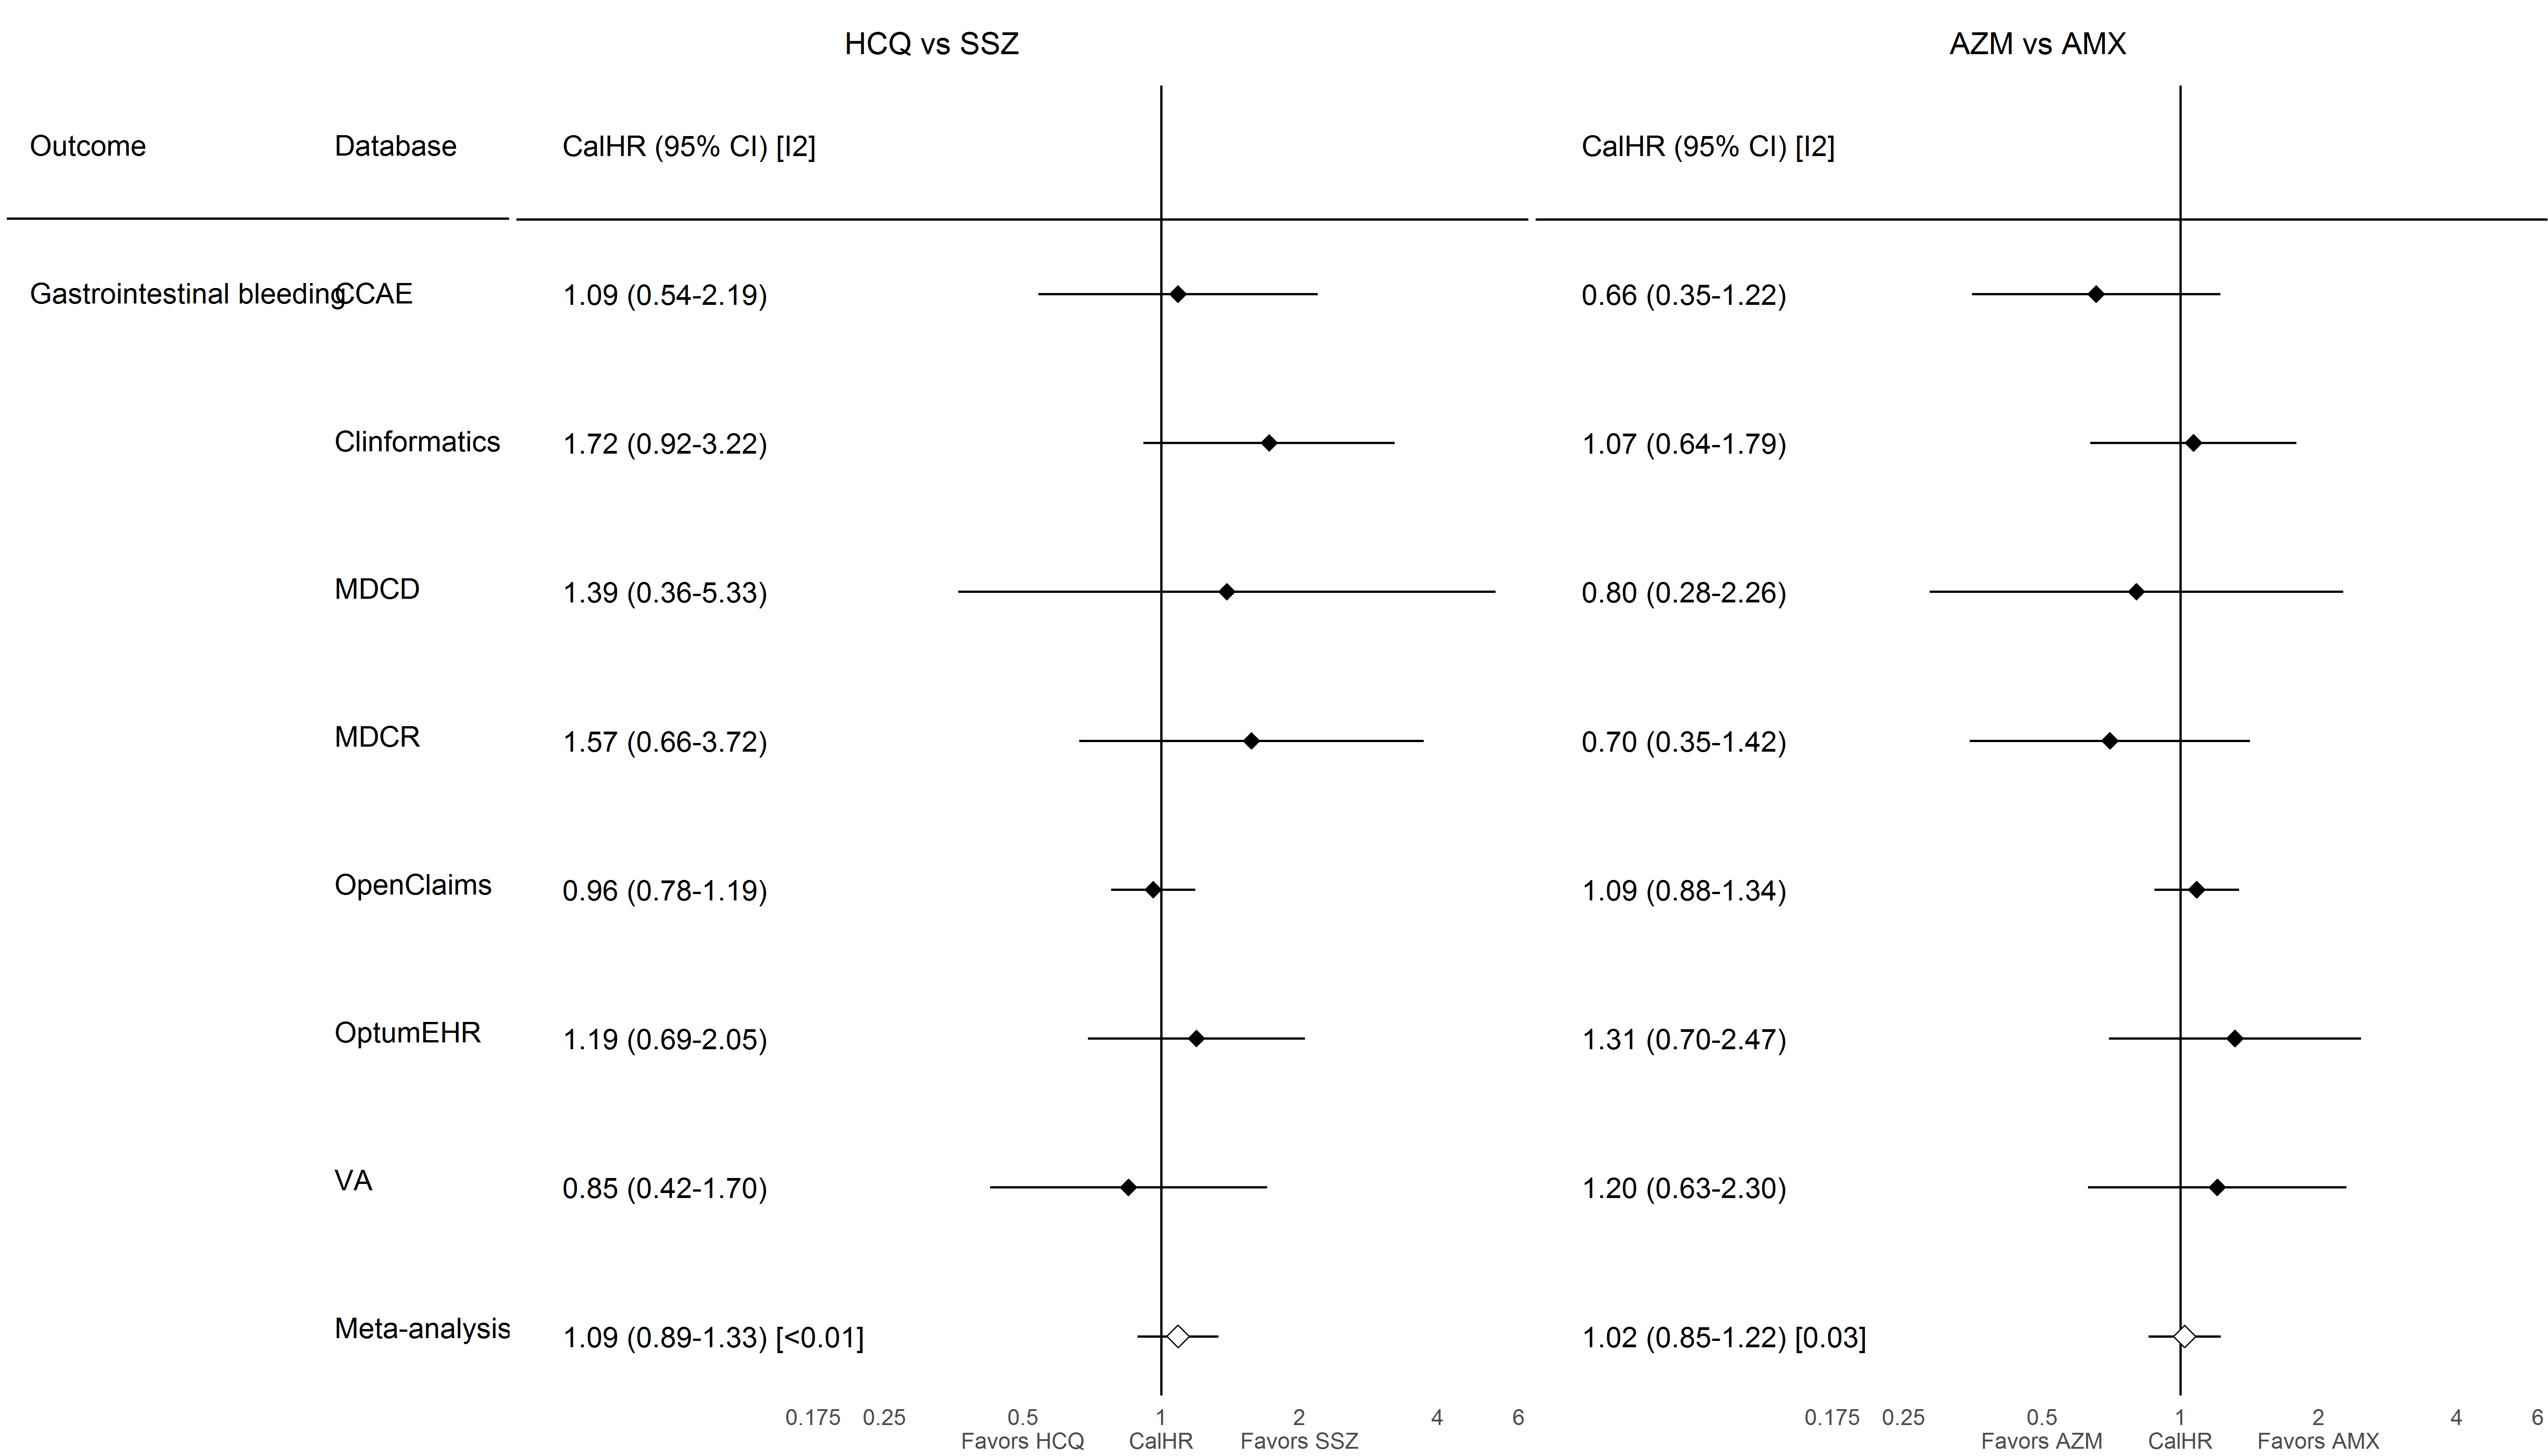 HCQ vs SSZ AZM vs AMX
Outcome Database CalHR (95% CI) [I2] CalHR (95% CI) [I2]
Gastrointestinal bleeding CCAE 1.09 (0.54-2.19) 0.66 (0.35-1.22)
Clinformatics 1.72 (0.92-3.22) 1.07 (0.64-1.79)
MDCD 1.39 (0.36-5.33) 0.80 (0.28-2.26)
MDCR 1.57 (0.66-3.72) 0.70 (0.35-1.42)
OpenClaims 0.96 (0.78-1.19) 1.09 (0.88-1.34)
OptumEHR 1.19 (0.69-2.05) 1.31 (0.70-2.47)
VA 0.85 (0.42-1.70) 1.20 (0.63-2.30)
Meta-analysis 1.09 (0.89-1.33) [<0.01] 1.02 (0.85-1.22) [0.03]
0.175 0.25 0.5 1 2 4 6 0.175 0.25 0.5 1 2 4 6
Favors HCQ CalHR Favors SSZ Favors AZM CalHR Favors AMX